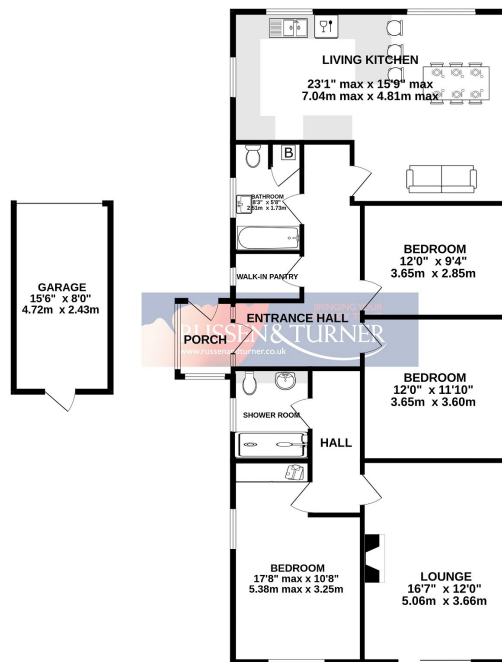 LIVING KITCHEN
23'1" max x 15'9" max
7.04m max x 4.81m max
B
BATHROOM
8'3" x 5'8"
2.51m x 1.73m
GARAGE
15'6" x 8'0"
4.72m x 2.43m
BEDROOM
12'0" x 9'4"
3.65m x 2.85m
WALK-IN PANTRY
ENTRANCE HALL
PORCH
RUSSEN & TURNER
www.russenandturner.co.uk
BEDROOM
12'0" x 11'10"
3.65m x 3.60m
SHOWER ROOM
HALL
BEDROOM
17'8" max x 10'8"
5.38m max x 3.25m
LOUNGE
16'7" x 12'0"
5.06m x 3.66m